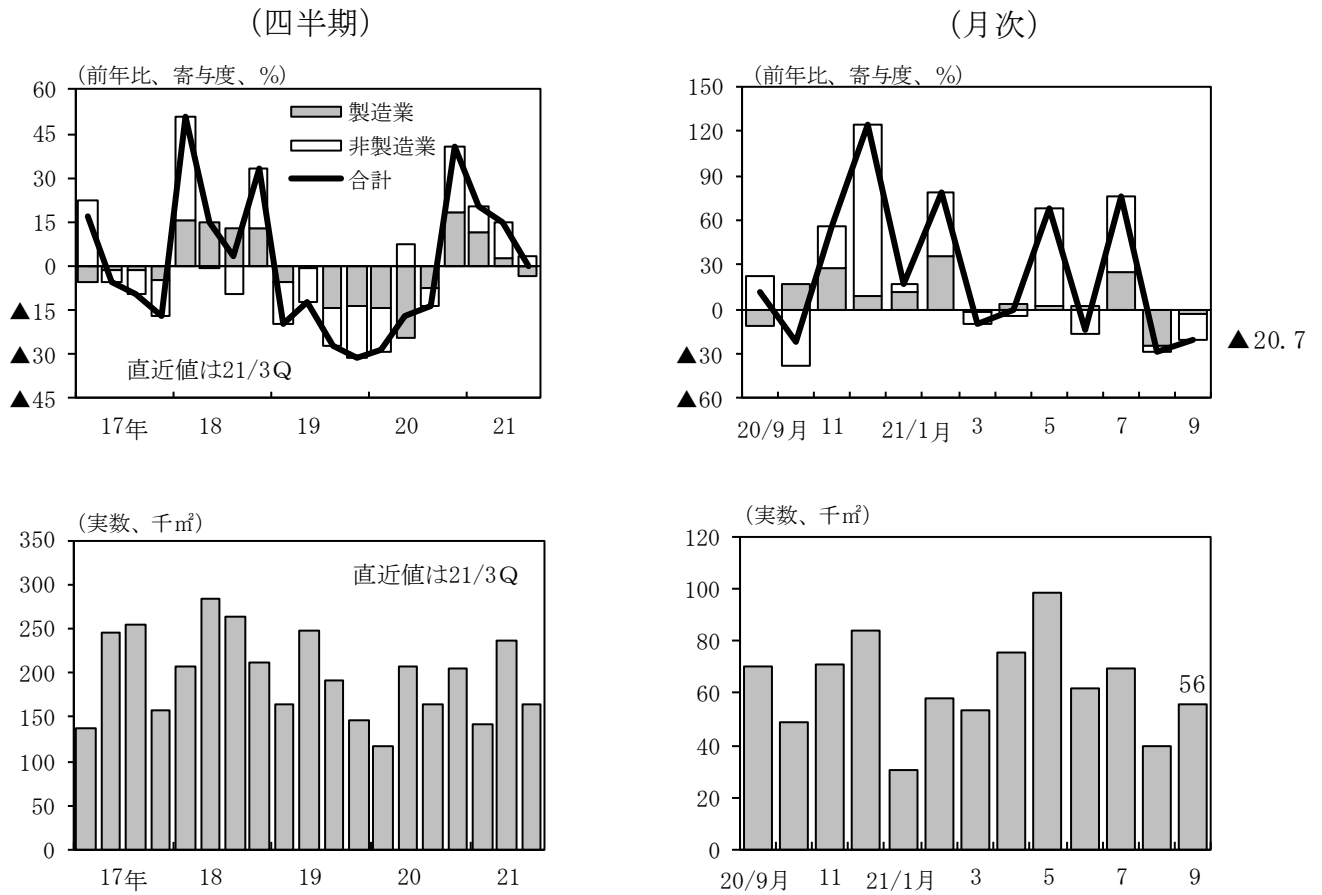 (四半期)
(前年比、寄与度、%)
60
45
30
15
0
▲15
▲30
▲45
製造業
非製造業
合計
直近値は21/3Q
17年 18 19 20 21
(月次)
(前年比、寄与度、%)
150
120
90
60
30
0
▲30
▲60
▲20.7
20/9月 11 21/1月 3 5 7 9
(実数、千㎡)
350
300
250
200
150
100
50
0
直近値は21/3Q
17年 18 19 20 21
(実数、千㎡)
120
100
80
60
40
20
0
56
20/9月 11 21/1月 3 5 7 9